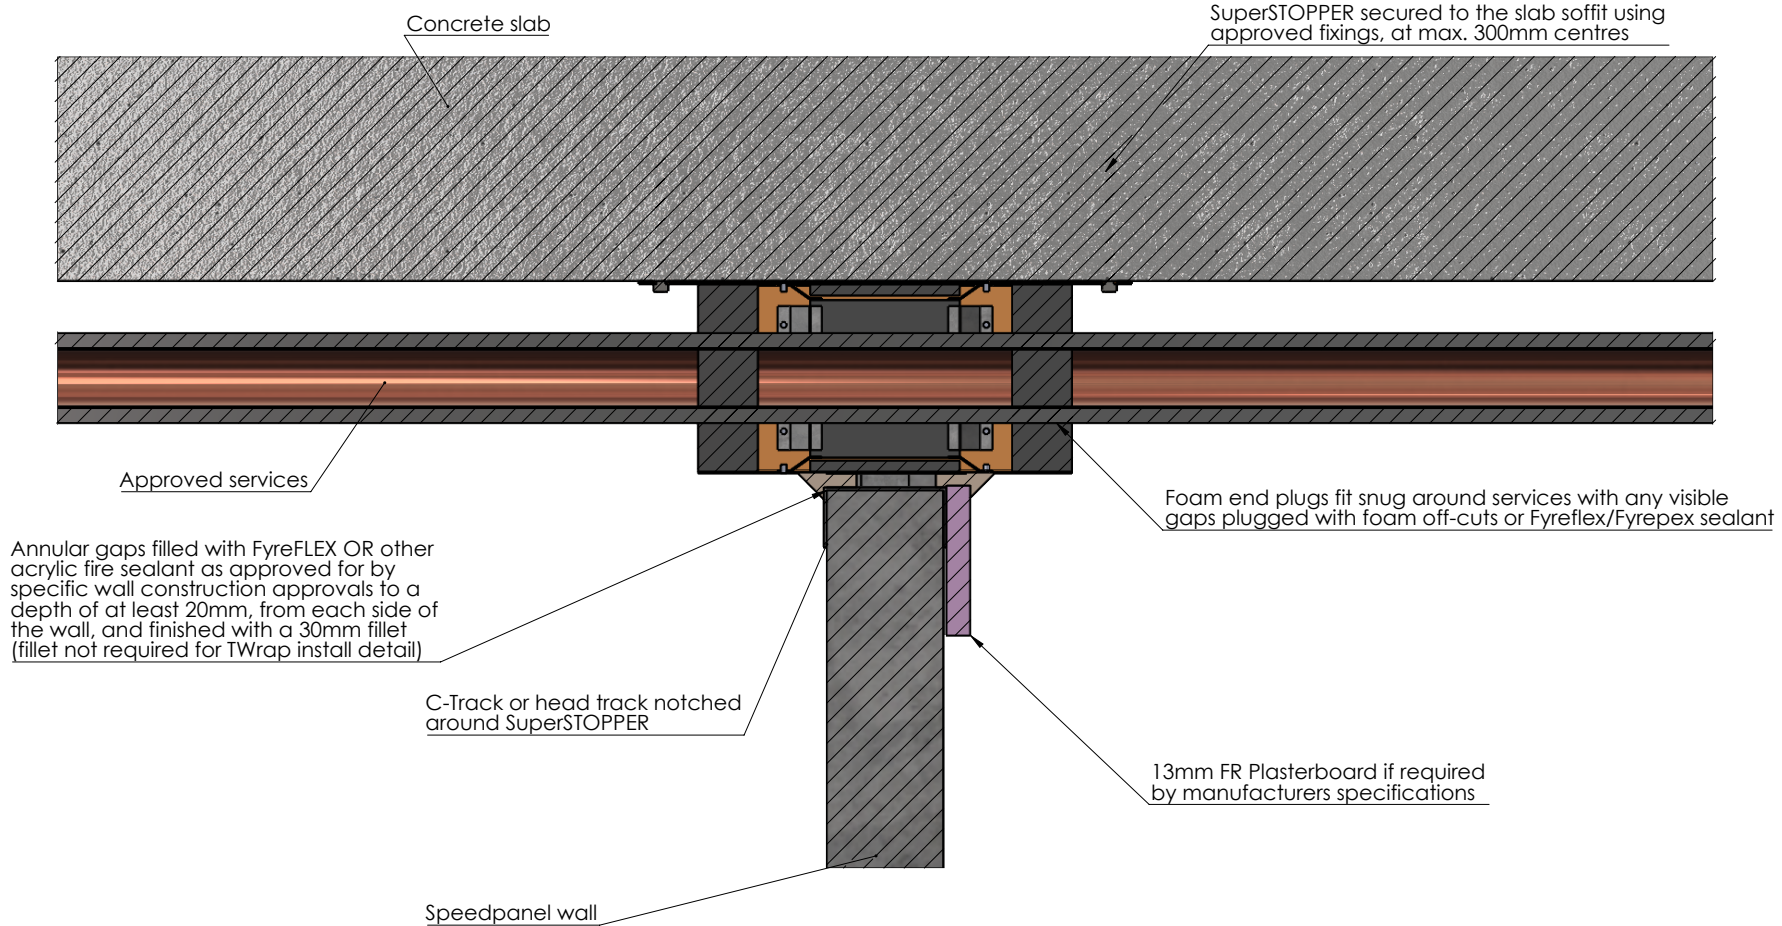 Concrete slab
SuperSTOPPER secured to the slab soffit using
approved fixings, at max. 300mm centres
Approved services
Foam end plugs fit snug around services with any visible
gaps plugged with foam off-cuts or Fyreflex/Fyrepex sealant
Annular gaps filled with FyreFLEX OR other
acrylic fire sealant as approved for by
specific wall construction approvals to a
depth of at least 20mm, from each side of
the wall, and finished with a 30mm fillet
(fillet not required for TWrap install detail)
C-Track or head track notched
around SuperSTOPPER
13mm FR Plasterboard if required
by manufacturers specifications
Speedpanel wall